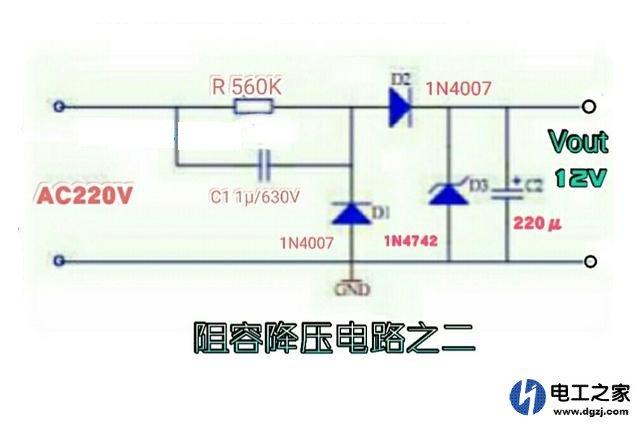 R 560K
D2
1N4007
AC220V
C1 1μ/630V
Vout
12V
D1
D3
C2
+
1N4007
1N4742
220μ
GND
阻容降压电路之二
电工之家
www.dgzj.com